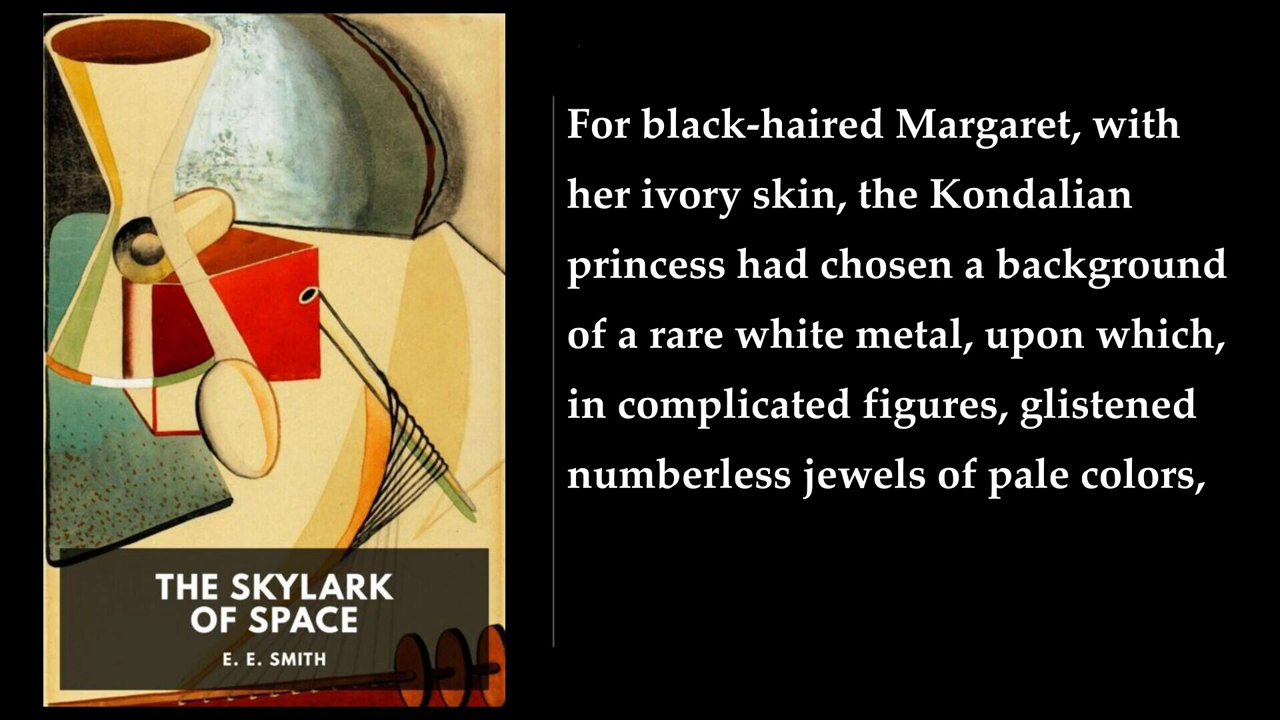 THE SKYLARK
OF SPACE
E. E. SMITH
For black-haired Margaret, with
her ivory skin, the Kondalian
princess had chosen a background
of a rare white metal, upon which,
in complicated figures, glistened
numberless jewels of pale colors,